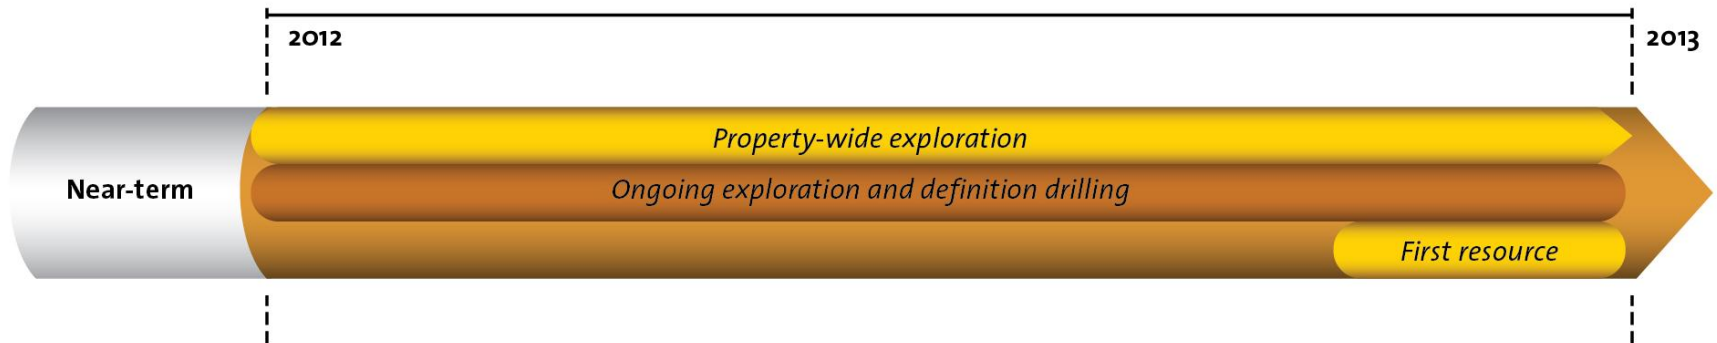 2012
2013
Property-wide exploration
Near-term
Ongoing exploration and definition drilling
First resource